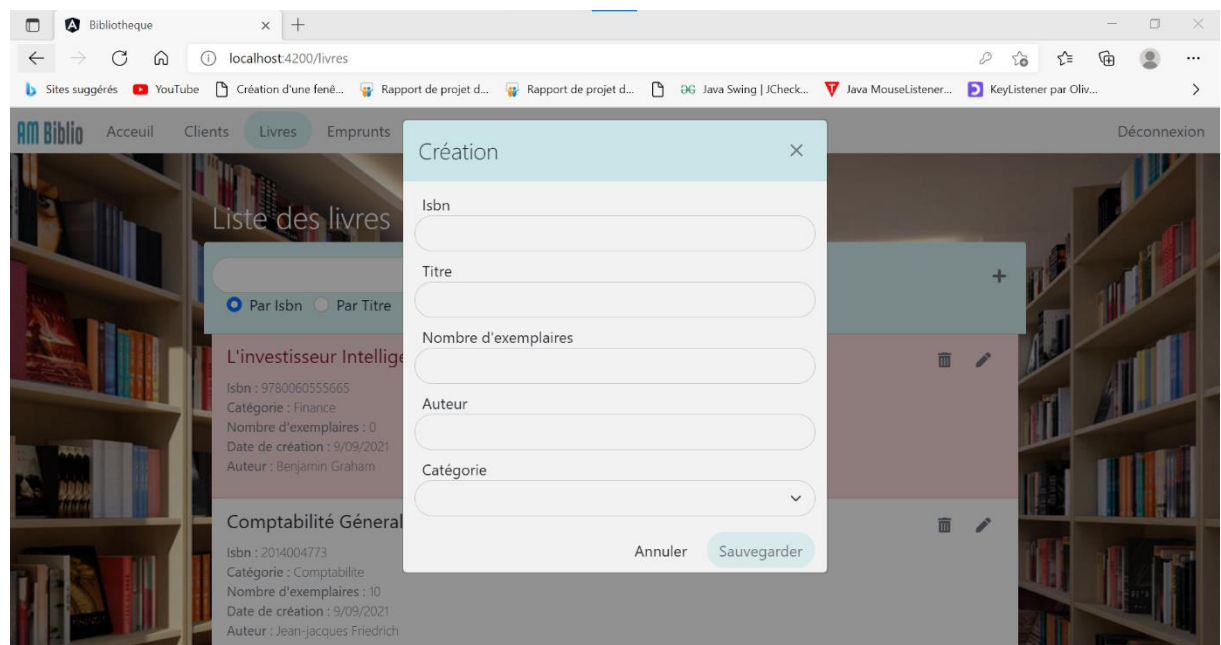 Bibliotheque
localhost:4200/livres
Sites suggérés YouTube Création d'une fenê... Rapport de projet d... Rapport de projet d... Java Swing | JCheck... Java MouseListener... KeyListener par Oliv...
AM Biblio Acceuil Clients Livres Emprunts Déconnexion
Création
Isbn
Titre
Nombre d'exemplaires
Auteur
Catégorie
Annuler Sauvegarder
Liste des livres
Par Isbn Par Titre
L'investisseur Intellige
Isbn : 9780060555665
Catégorie : Finance
Nombre d'exemplaires : 0
Date de création : 9/09/2021
Auteur : Benjamin Graham
Comptabilité Géneral
Isbn : 2014004773
Catégorie : Comptabilite
Nombre d'exemplaires : 10
Date de création : 9/09/2021
Auteur : Jean-jacques Friedrich